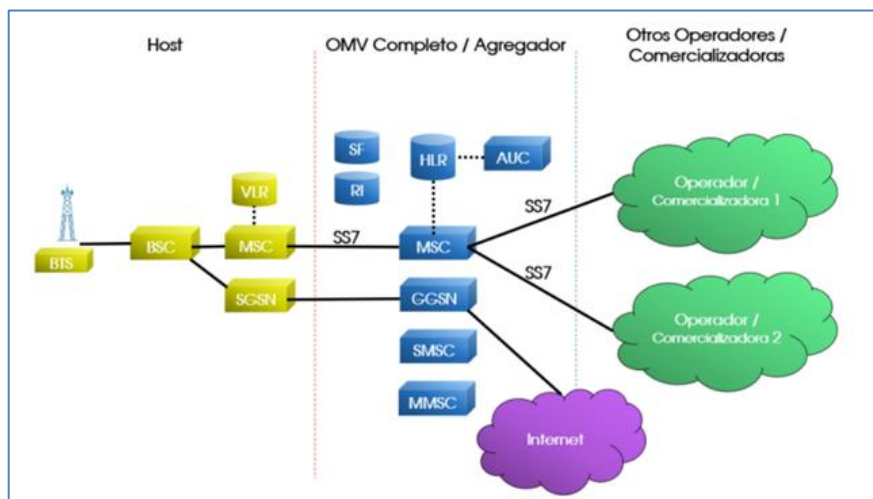 Host
OMV Completo / Agregador
Otros Operadores /
Comercializadoras
SF
HLR
AUC
VLR
RI
Operador /
Comercializadora 1
SS7
BTS
BSC
MSC
SS7
MSC
SS7
SGSN
GGSN
Operador /
Comercializadora 2
SMSC
MMSC
Internet